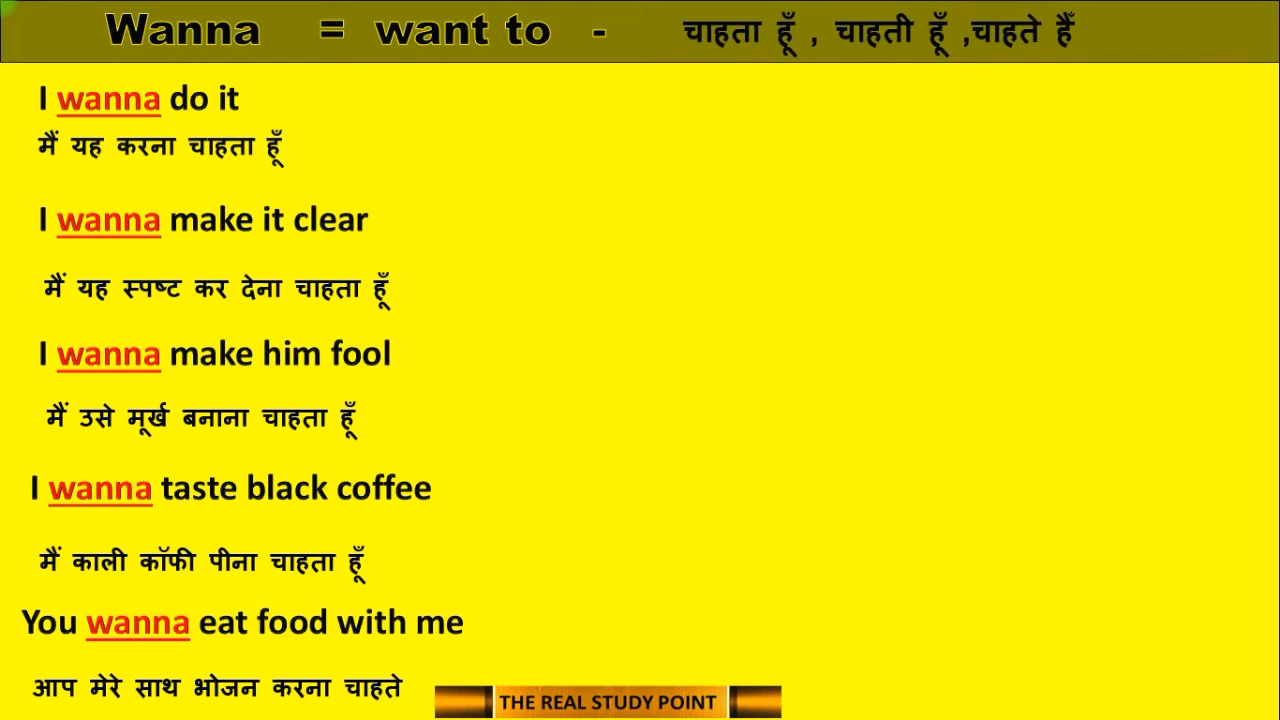 Wanna = want to - चाहता हूँ , चाहती हूँ ,चाहते हैं
I wanna do it
मैं यह करना चाहता हूँ
I wanna make it clear
मैं यह स्पष्ट कर देना चाहता हूँ
I wanna make him fool
मैं उसे मूर्ख बनाना चाहता हूँ
I wanna taste black coffee
मैं काली कॉफी पीना चाहता हूँ
You wanna eat food with me
आप मेरे साथ भोजन करना चाहते
THE REAL STUDY POINT